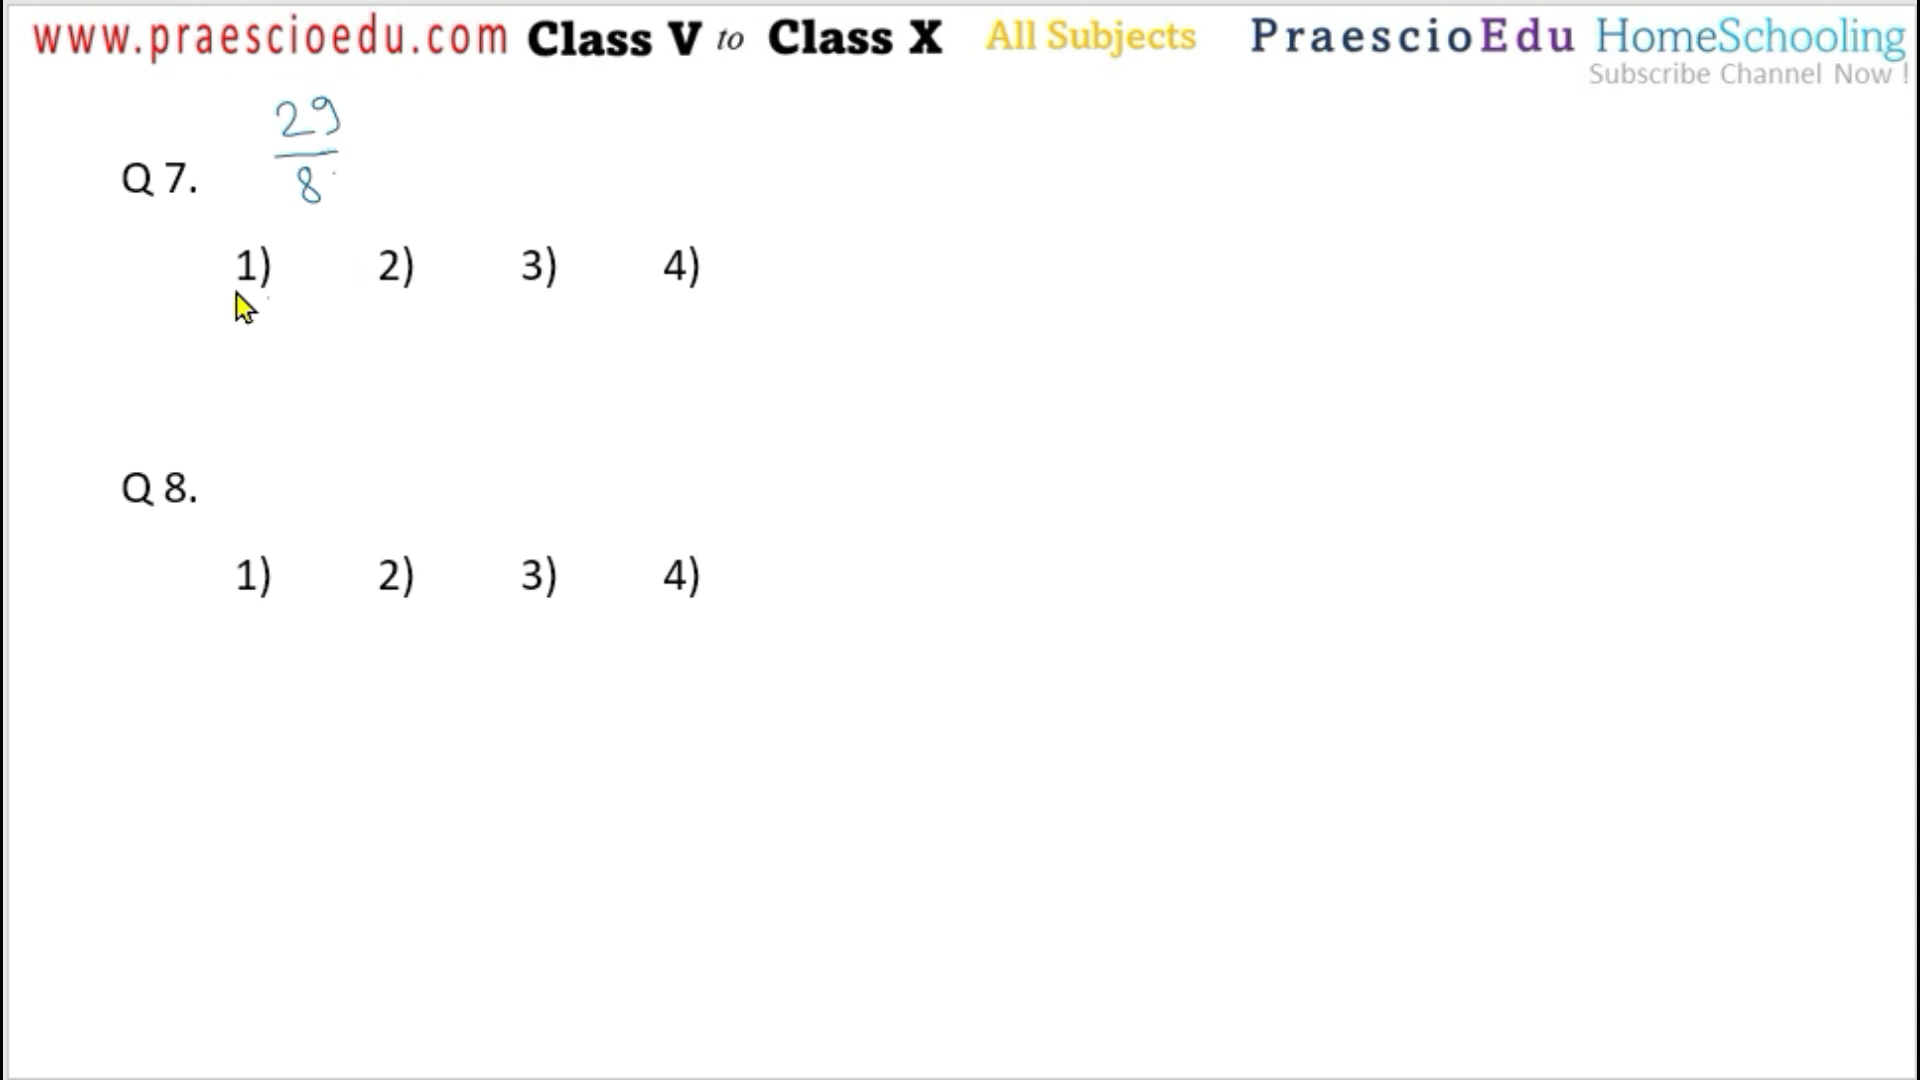 www.praescioedu.com Class V to Class X All Subjects PraescioEdu HomeSchooling
Subscribe Channel Now !
Q 7. 29/8
1) 2) 3) 4)
Q 8.
1) 2) 3) 4)